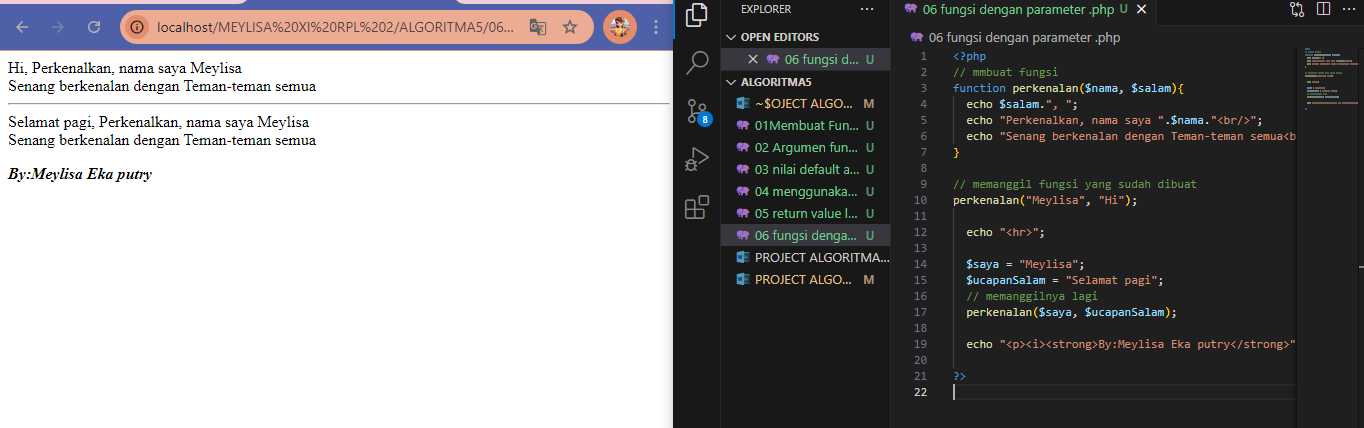 localhost/MEYLISA%20XI%20RPL%202/ALGORITMA5/06...
Hi, Perkenalkan, nama saya Meylisa
Senang berkenalan dengan Teman-teman semua
Selamat pagi, Perkenalkan, nama saya Meylisa
Senang berkenalan dengan Teman-teman semua
By:Meylisa Eka putry
8
EXPLORER ...
OPEN EDITORS
06 fungsi d... U
ALGORITMA5
~$OJECT ALGO... M
01Membuat Fun... U
02 Argumen fun... U
03 nilai default a... U
04 menggunaka... U
05 return value l... U
06 fungsi denga... U
PROJECT ALGORITMA...
PROJECT ALGO... M
06 fungsi dengan parameter .php U
06 fungsi dengan parameter .php
1 <?php
2 // mmbuat fungsi
3 function perkenalan($nama, $salam){
4 echo $salam.", ";
5 echo "Perkenalkan, nama saya ".$nama."<br/>";
6 echo "Senang berkenalan dengan Teman-teman semua<b
7 }
8
9 // memanggil fungsi yang sudah dibuat
10 perkenalan("Meylisa", "Hi");
11
12 echo "<hr>";
13
14 $saya = "Meylisa";
15 $ucapanSalam = "Selamat pagi";
16 // memanggilnya lagi
17 perkenalan($saya, $ucapanSalam);
18
19 echo "<p><i><strong>By:Meylisa Eka putry</strong>"
20
21 ?>
22